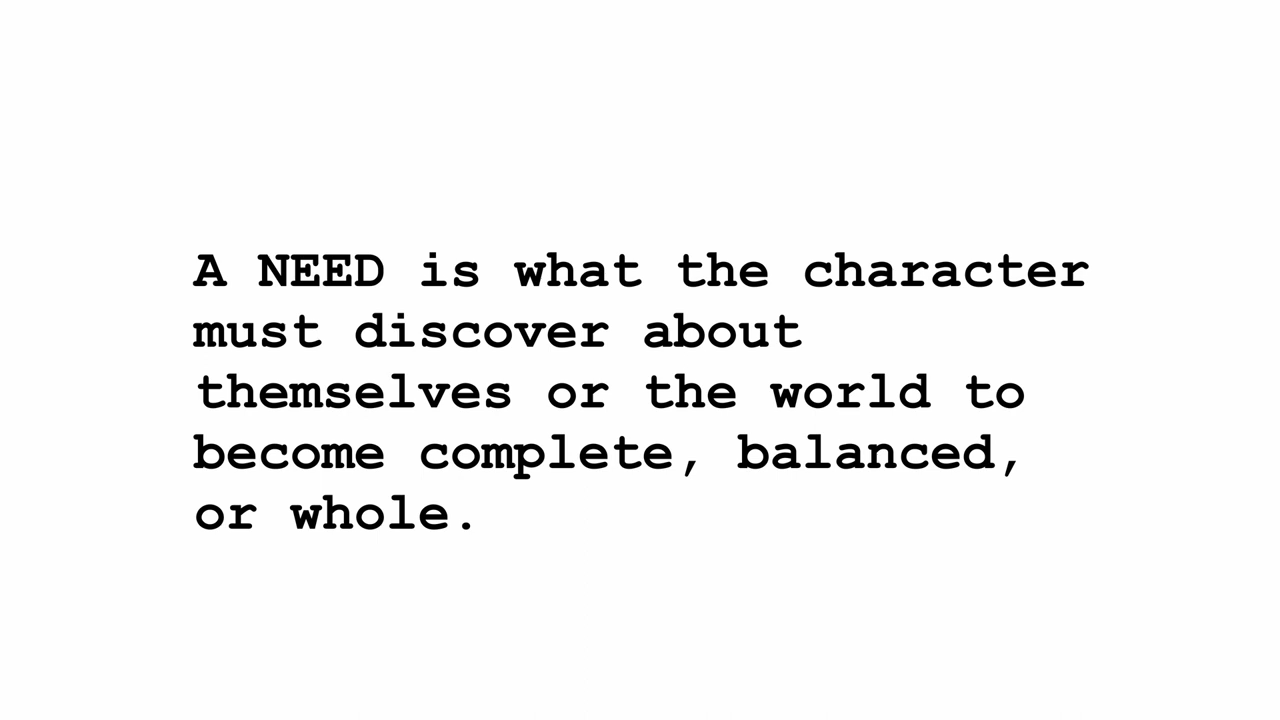 A NEED is what the character
must discover about
themselves or the world to
become complete, balanced,
or whole.